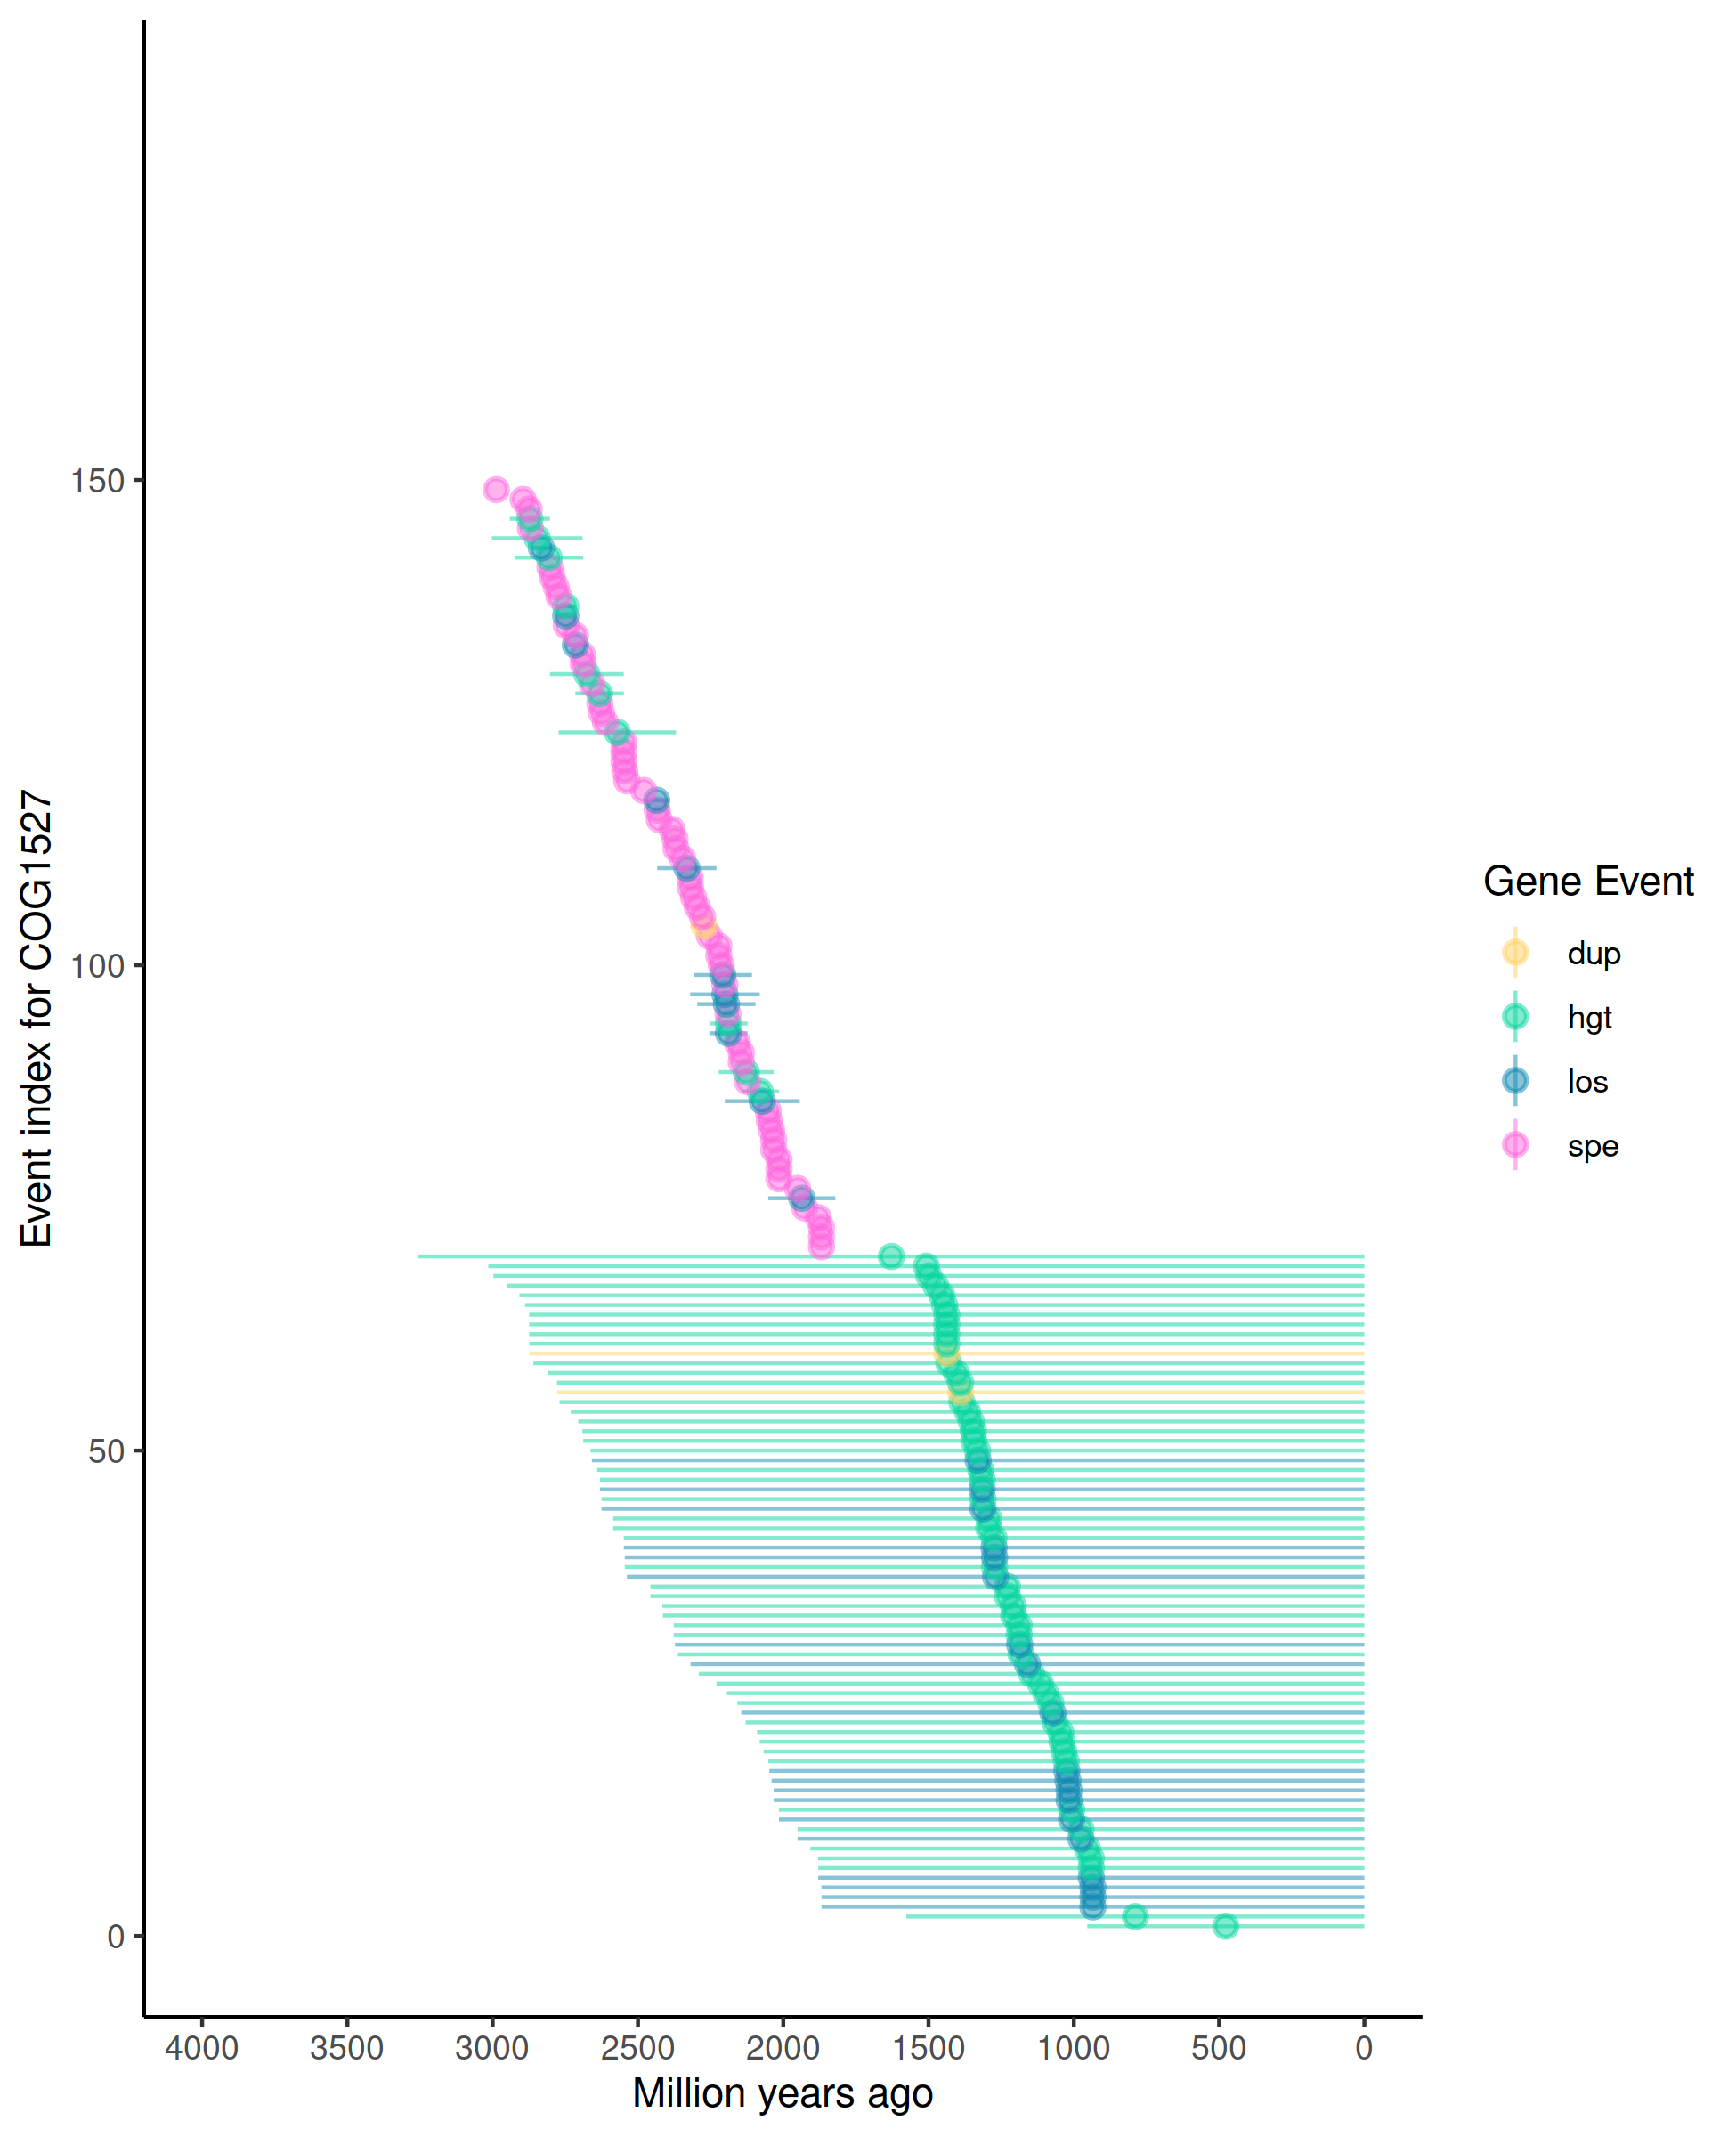 150
100
50
0
Event index for COG1527
4000 3500 3000 2500 2000 1500 1000 500 0
Million years ago
Gene Event
dup
hgt
los
spe